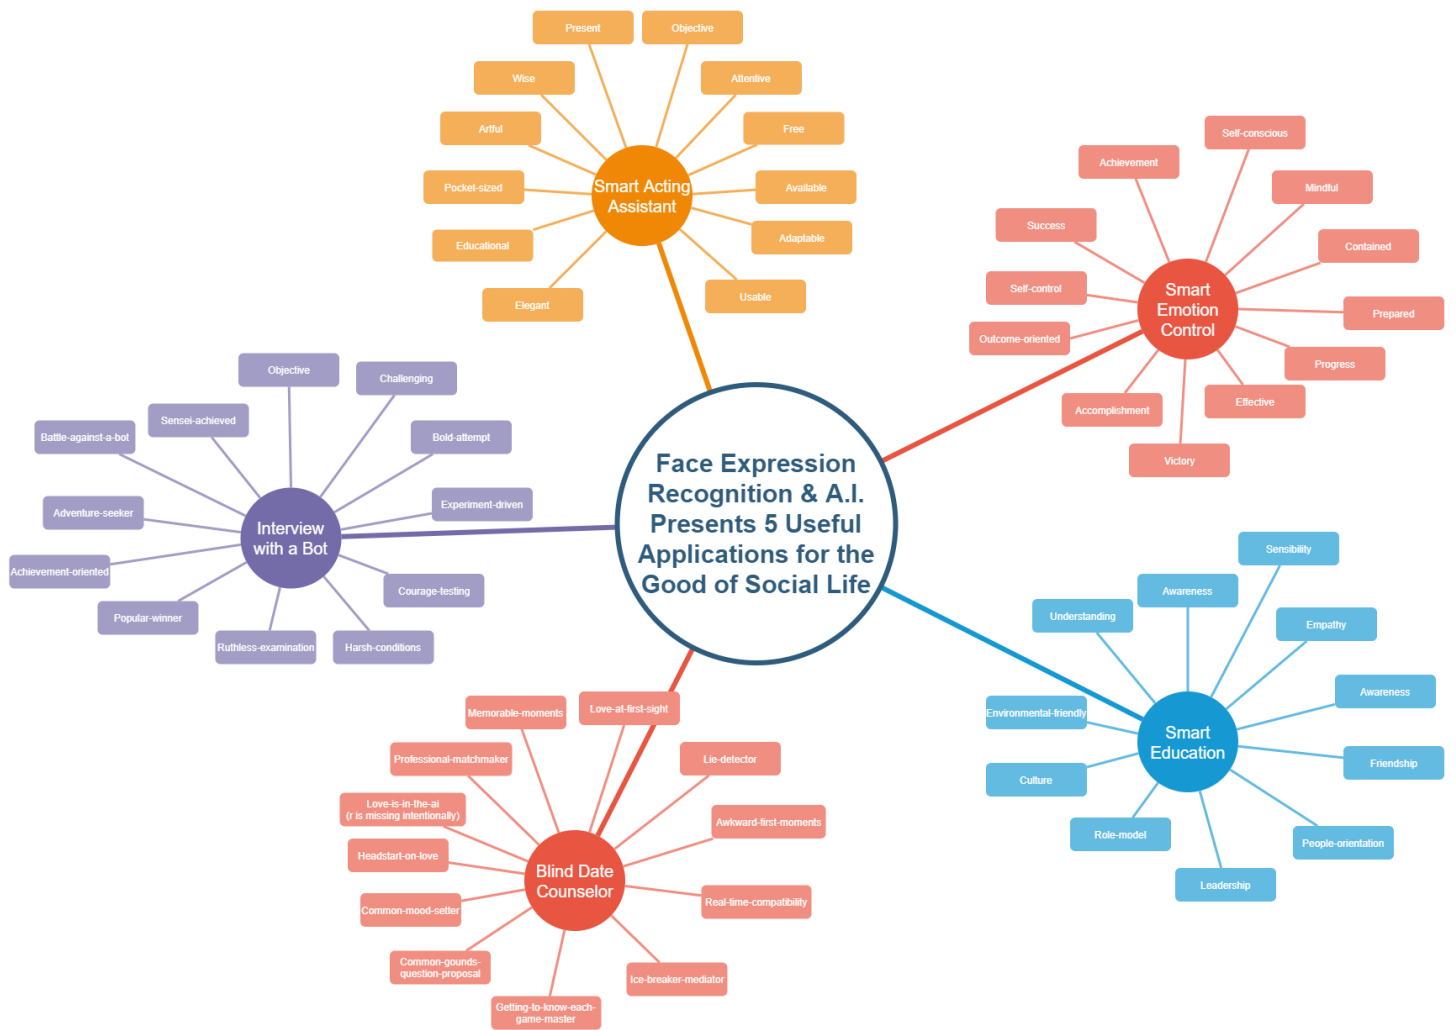 Face Expression
Recognition & A.I.
Presents 5 Useful
Applications for the
Good of Social Life
Smart Acting
Assistant
Present
Objective
Wise
Attentive
Artful
Free
Pocket-sized
Available
Educational
Adaptable
Elegant
Usable
Smart
Emotion
Control
Self-conscious
Achievement
Mindful
Success
Contained
Self-control
Prepared
Outcome-oriented
Progress
Accomplishment
Effective
Victory
Interview
with a Bot
Objective
Challenging
Sensei-achieved
Battle-against-a-bot
Bold-attempt
Adventure-seeker
Experiment-driven
Achievement-oriented
Courage-testing
Popular-winner
Ruthless-examination
Harsh-conditions
Smart
Education
Sensibility
Awareness
Understanding
Empathy
Environmental-friendly
Awareness
Culture
Friendship
Role-model
People-orientation
Leadership
Blind Date
Counselor
Memorable-moments
Love-at-first-sight
Professional-matchmaker
Lie-detector
Love-is-in-the-ai
(r is missing intentionally)
Awkward-first-moments
Headstart-on-love
Common-mood-setter
Real-time-compatibility
Common-gounds-
question-proposal
Ice-breaker-mediator
Getting-to-know-each-
game-master